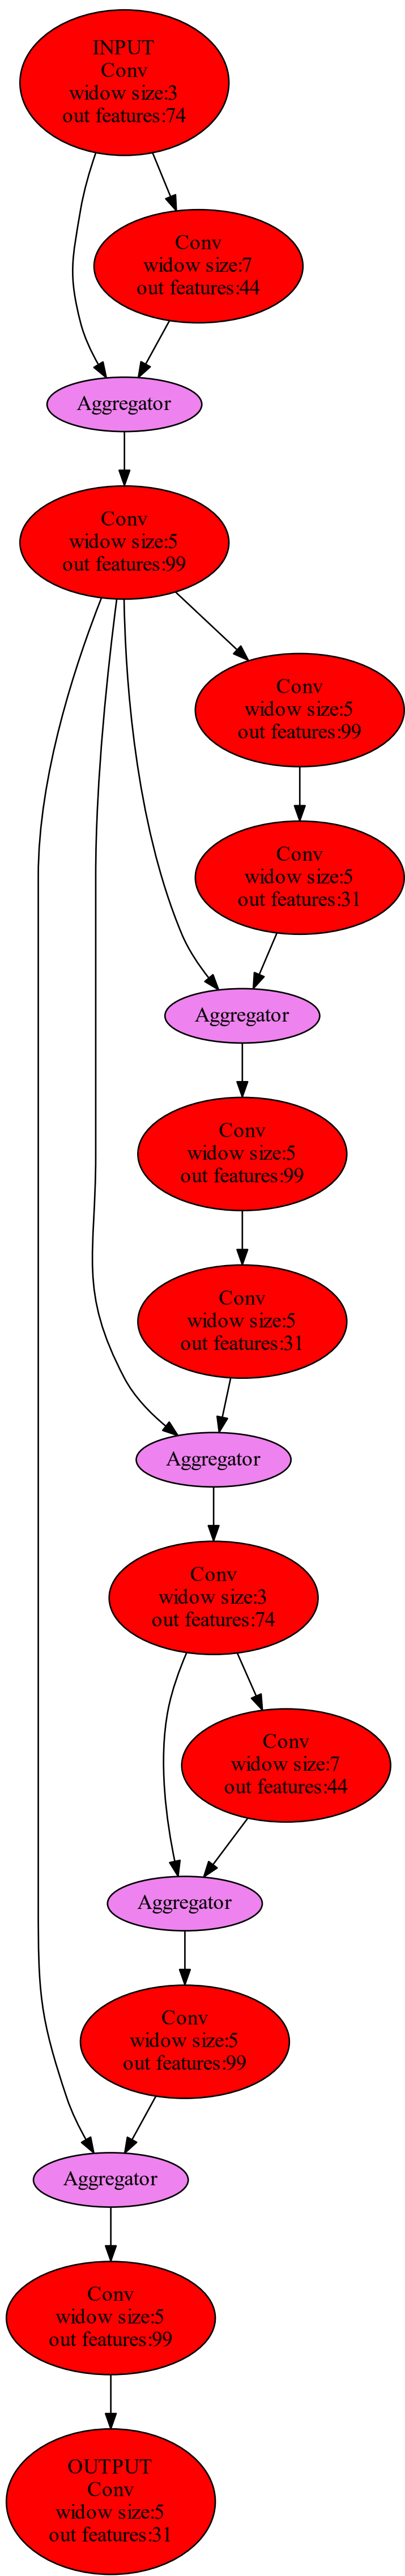 INPUT
Conv
widow size:3
out features:74
Conv
widow size:7
out features:44
Aggregator
Conv
widow size:5
out features:99
Conv
widow size:5
out features:99
Conv
widow size:5
out features:31
Aggregator
Conv
widow size:5
out features:99
Conv
widow size:5
out features:31
Aggregator
Conv
widow size:3
out features:74
Conv
widow size:7
out features:44
Aggregator
Conv
widow size:5
out features:99
Aggregator
Conv
widow size:5
out features:99
OUTPUT
Conv
widow size:5
out features:31